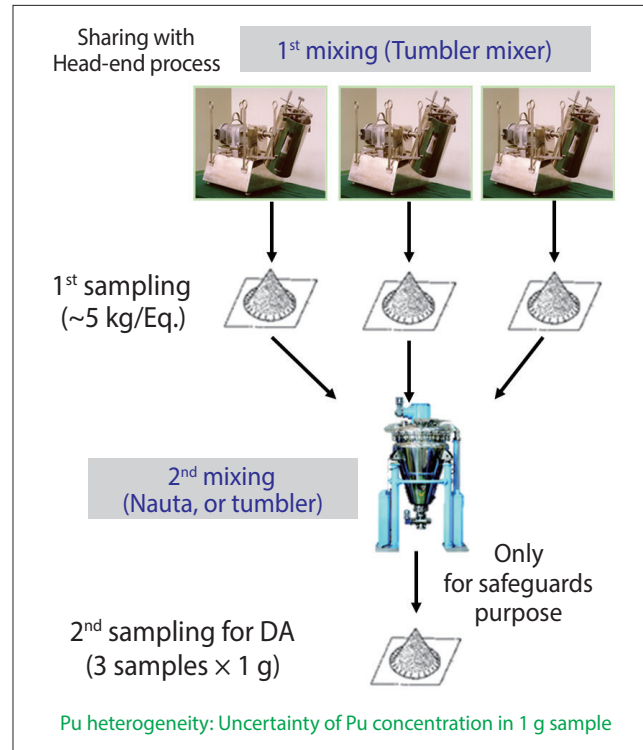 Sharing with
Head-end process
1st mixing (Tumbler mixer)
1st sampling
(~5 kg/Eq.)
2nd mixing
(Nauta, or tumbler)
Only
for safeguards
purpose
2nd sampling for DA
(3 samples × 1 g)
Pu heterogeneity: Uncertainty of Pu concentration in 1 g sample